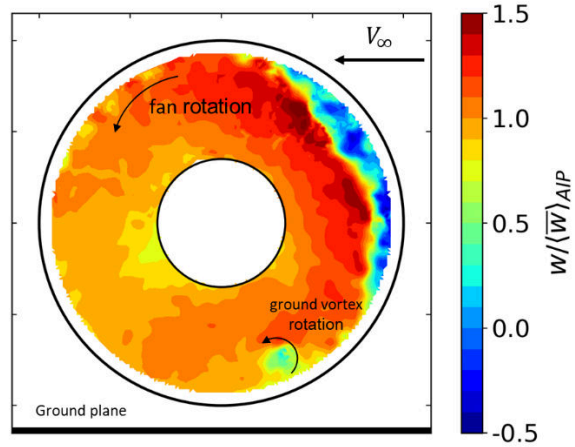 V∞
fan rotation
ground vortex
rotation
Ground plane
1.5
1.0
0.5
0.0
-0.5
w/⟨w̅⟩AIP